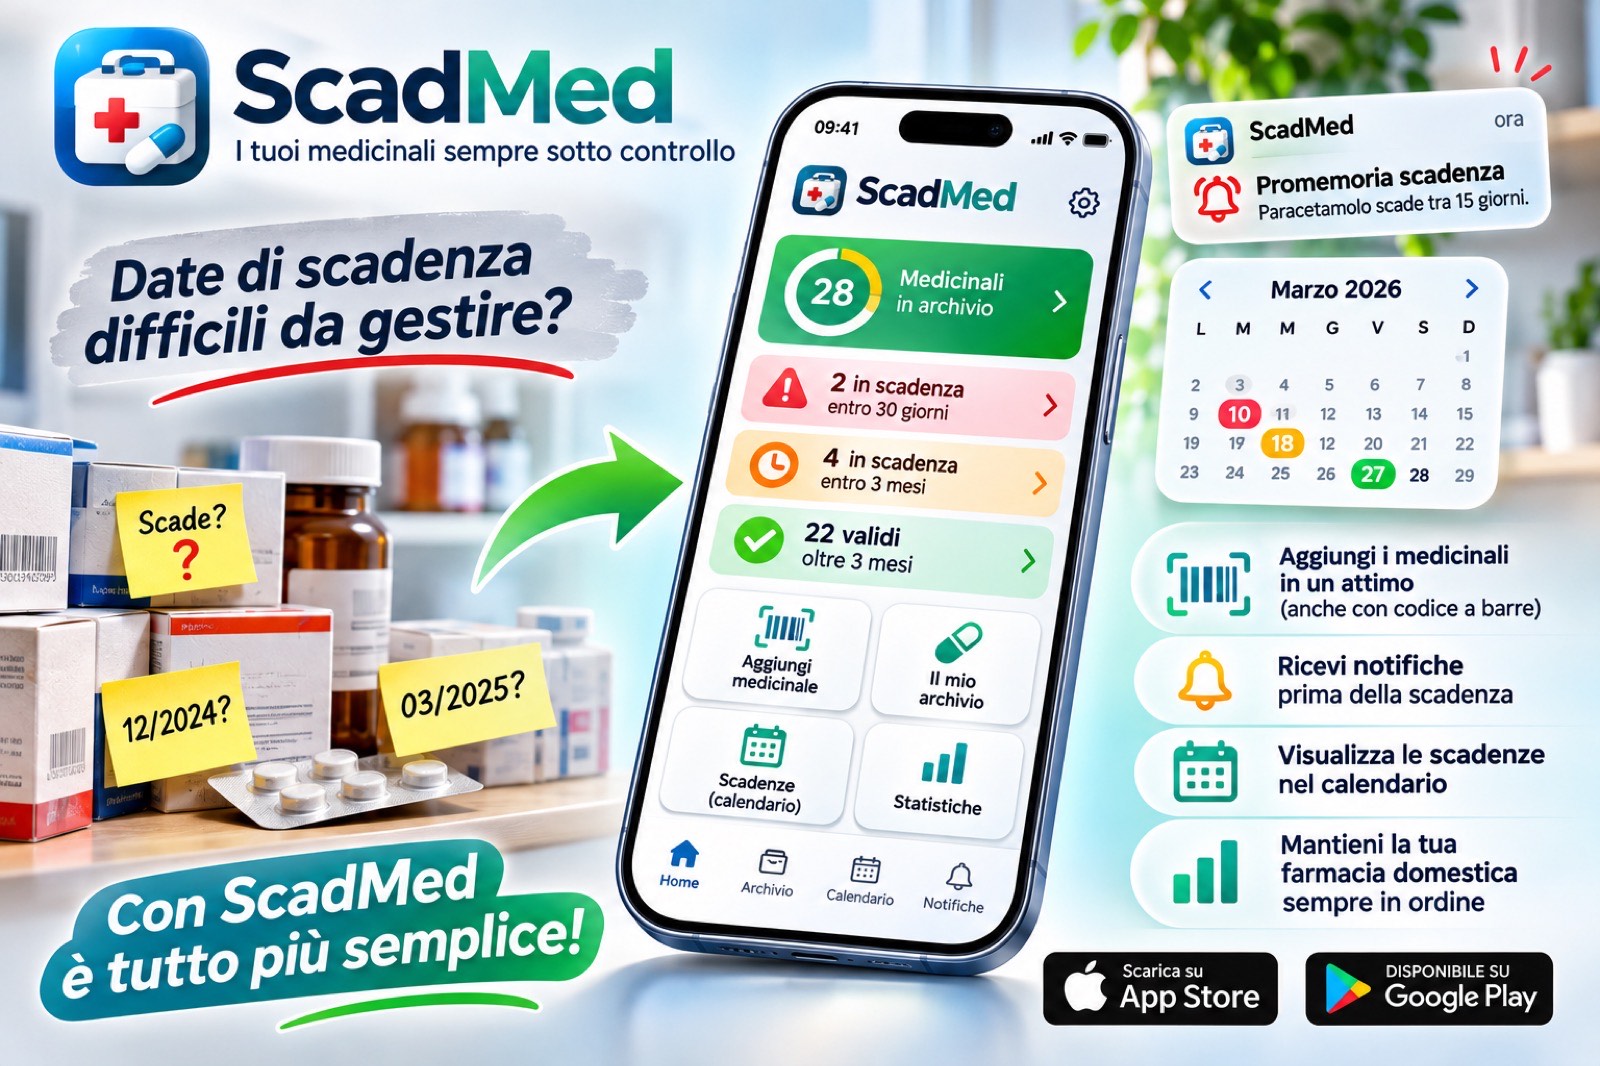 ScadMed
I tuoi medicinali sempre sotto controllo
Date di scadenza
difficili da gestire?
Scade?
?
12/2024?
03/2025?
Con ScadMed
è tutto più semplice!
09:41
ScadMed
28
Medicinali
in archivio
2 in scadenza
entro 30 giorni
4 in scadenza
entro 3 mesi
22 validi
oltre 3 mesi
Aggiungi
medicinale
Il mio
archivio
Scadenze
(calendario)
Statistiche
Home
Archivio
Calendario
Notifiche
ScadMed
ora
Promemoria scadenza
Paracetamolo scade tra 15 giorni.
Marzo 2026
L M M G V S D
1
2 3 4 5 6 7 8
9 10 11 12 13 14 15
19 19 18 12 20 21 22
23 24 25 26 27 28 29
Aggiungi i medicinali
in un attimo
(anche con codice a barre)
Ricevi notifiche
prima della scadenza
Visualizza le scadenze
nel calendario
Mantieni la tua
farmacia domestica
sempre in ordine
Scarica su
App Store
DISPONIBILE SU
Google Play